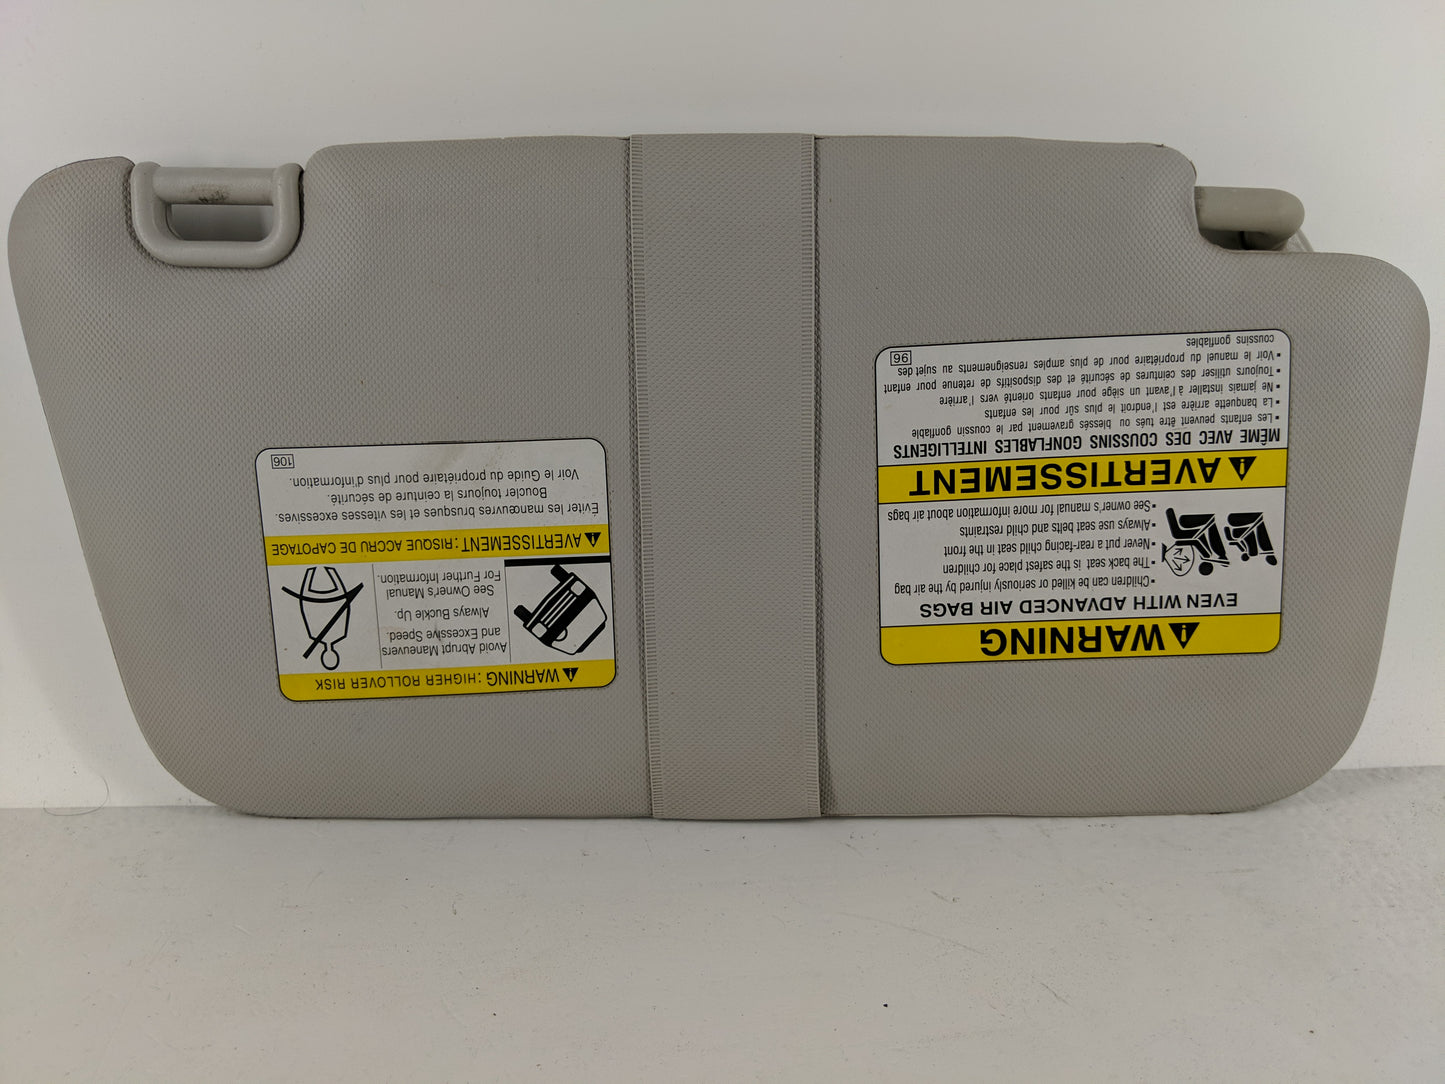 WARNING
EVEN WITH ADVANCED AIR BAGS
• Children can be killed or seriously injured by the air bag
• The back seat is the safest place for children
• Never put a rear-facing child seat in the front
• Always use seat belts and child restraints
• See owner's manual for more information about air bags
AVERTISSEMENT
MÊME AVEC DES COUSSINS GONFLABLES INTELLIGENTS
• Les enfants peuvent être tués ou blessés gravement par le coussin gonflable
• La banquette arrière est l'endroit le plus sûr pour les enfants
• Ne jamais installer à l'avant un siège pour enfants orienté vers l'arrière
• Toujours utiliser des ceintures de sécurité et des dispositifs de retenue pour enfant
• Voir le manuel du propriétaire pour de plus amples renseignements au sujet des
coussins gonflables
96
WARNING : HIGHER ROLLOVER RISK
Avoid Abrupt Maneuvers
and Excessive Speed.
Always Buckle Up.
See Owner's Manual
For Further Information.
AVERTISSEMENT : RISQUE ACCRU DE CAPOTAGE
Éviter les manœuvres brusques et les vitesses excessives.
Boucler toujours la ceinture de sécurité.
Voir le Guide du propriétaire pour plus d'information.
106